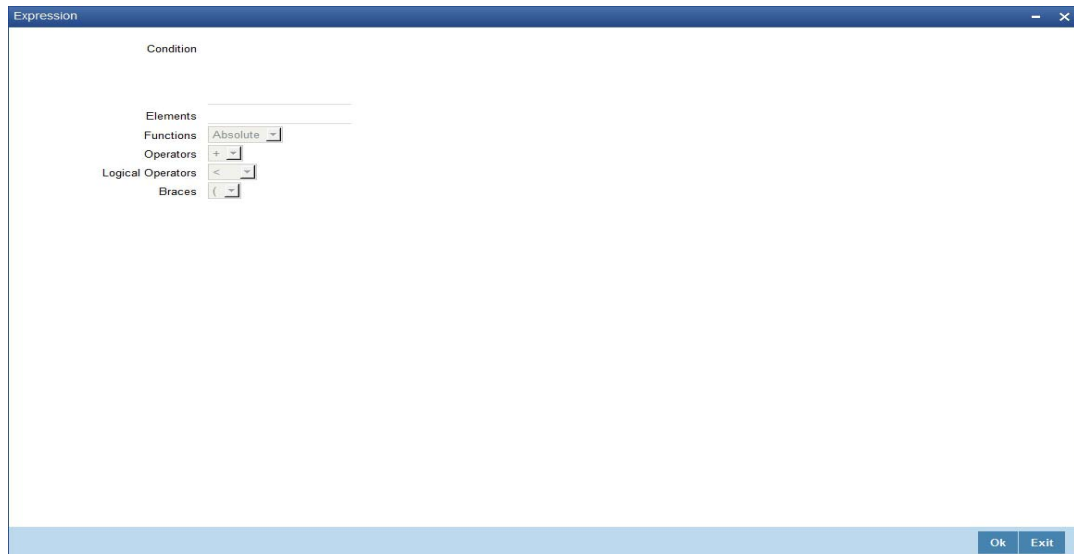 Expression
Condition
Elements
Functions Absolute
Operators +
Logical Operators <
Braces (
Ok Exit